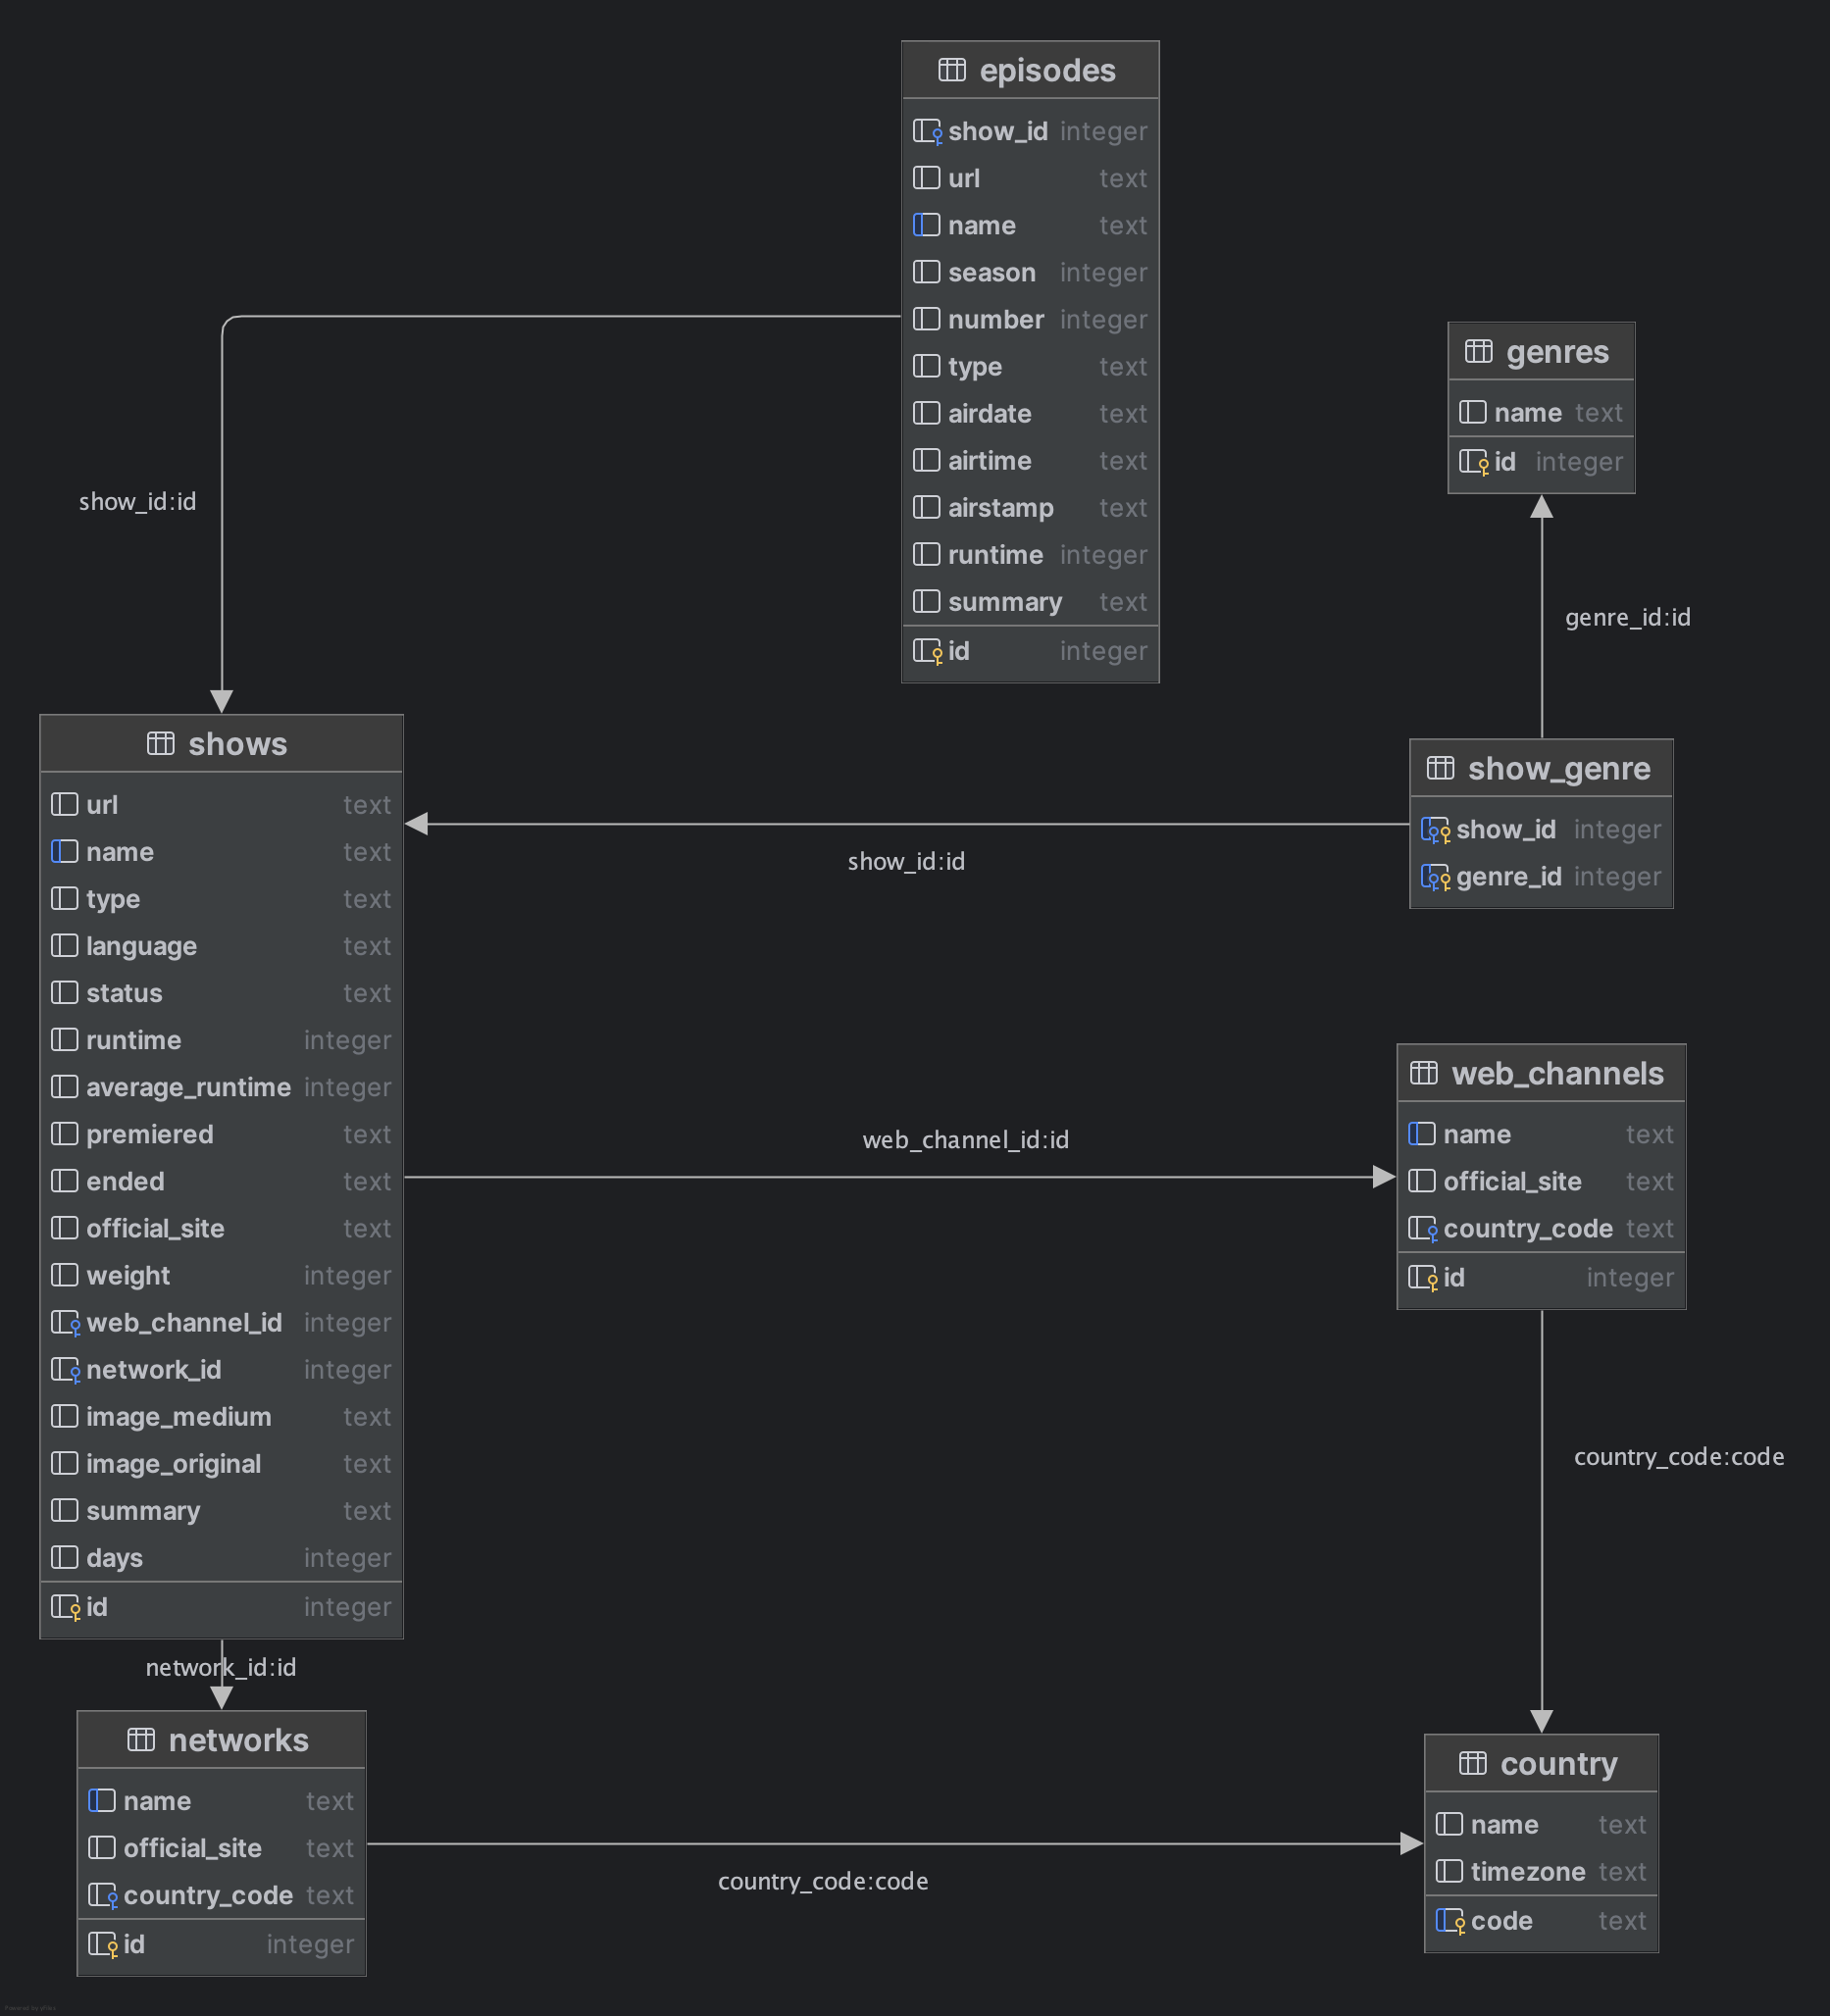 episodes
show_id integer
url text
name text
season integer
number integer
type text
airdate text
airtime text
airstamp text
runtime integer
summary text
id integer
genres
name text
id integer
show_id:id
genre_id:id
shows
url text
name text
type text
language text
status text
runtime integer
average_runtime integer
premiered text
ended text
official_site text
weight integer
web_channel_id integer
network_id integer
image_medium text
image_original text
summary text
days integer
id integer
show_genre
show_id integer
genre_id integer
show_id:id
web_channels
name text
official_site text
country_code text
id integer
web_channel_id:id
country_code:code
network_id:id
networks
name text
official_site text
country_code text
id integer
country_code:code
country
name text
timezone text
code text
Powered by yFiles